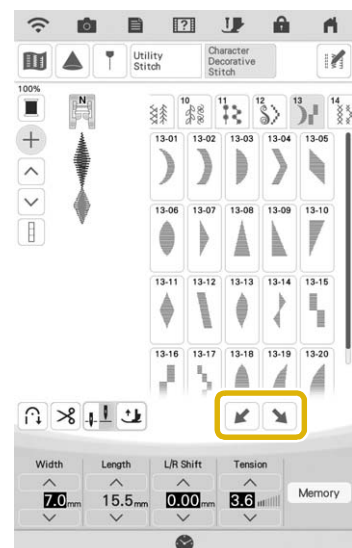 Utility
Stitch
Character
Decorative
Stitch
100%
N
10 11 12 13 14
13-01 13-02 13-03 13-04 13-05
13-06 13-07 13-08 13-09 13-10
13-11 13-12 13-13 13-14 13-15
13-16 13-17 13-18 13-19 13-20
Width Length L/R Shift Tension
7.0mm 15.5mm 0.00mm 3.6 Memory